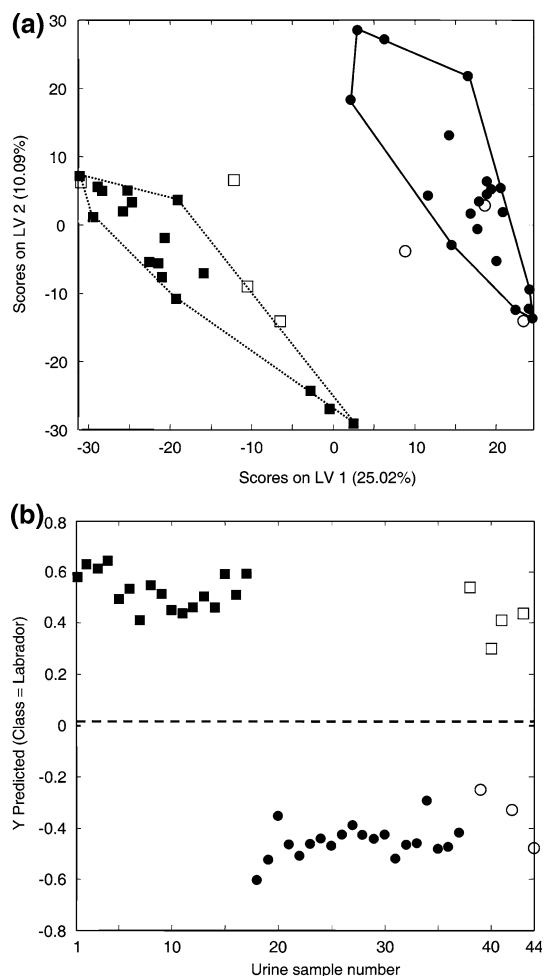 (a)
30
20
10
0
-10
-20
-30
Scores on LV 2 (10.09%)
-30 -20 -10 0 10 20
Scores on LV 1 (25.02%)
(b)
0.8
0.6
0.4
0.2
0
-0.2
-0.4
-0.6
-0.8
Y Predicted (Class = Labrador)
1 10 20 30 40 44
Urine sample number